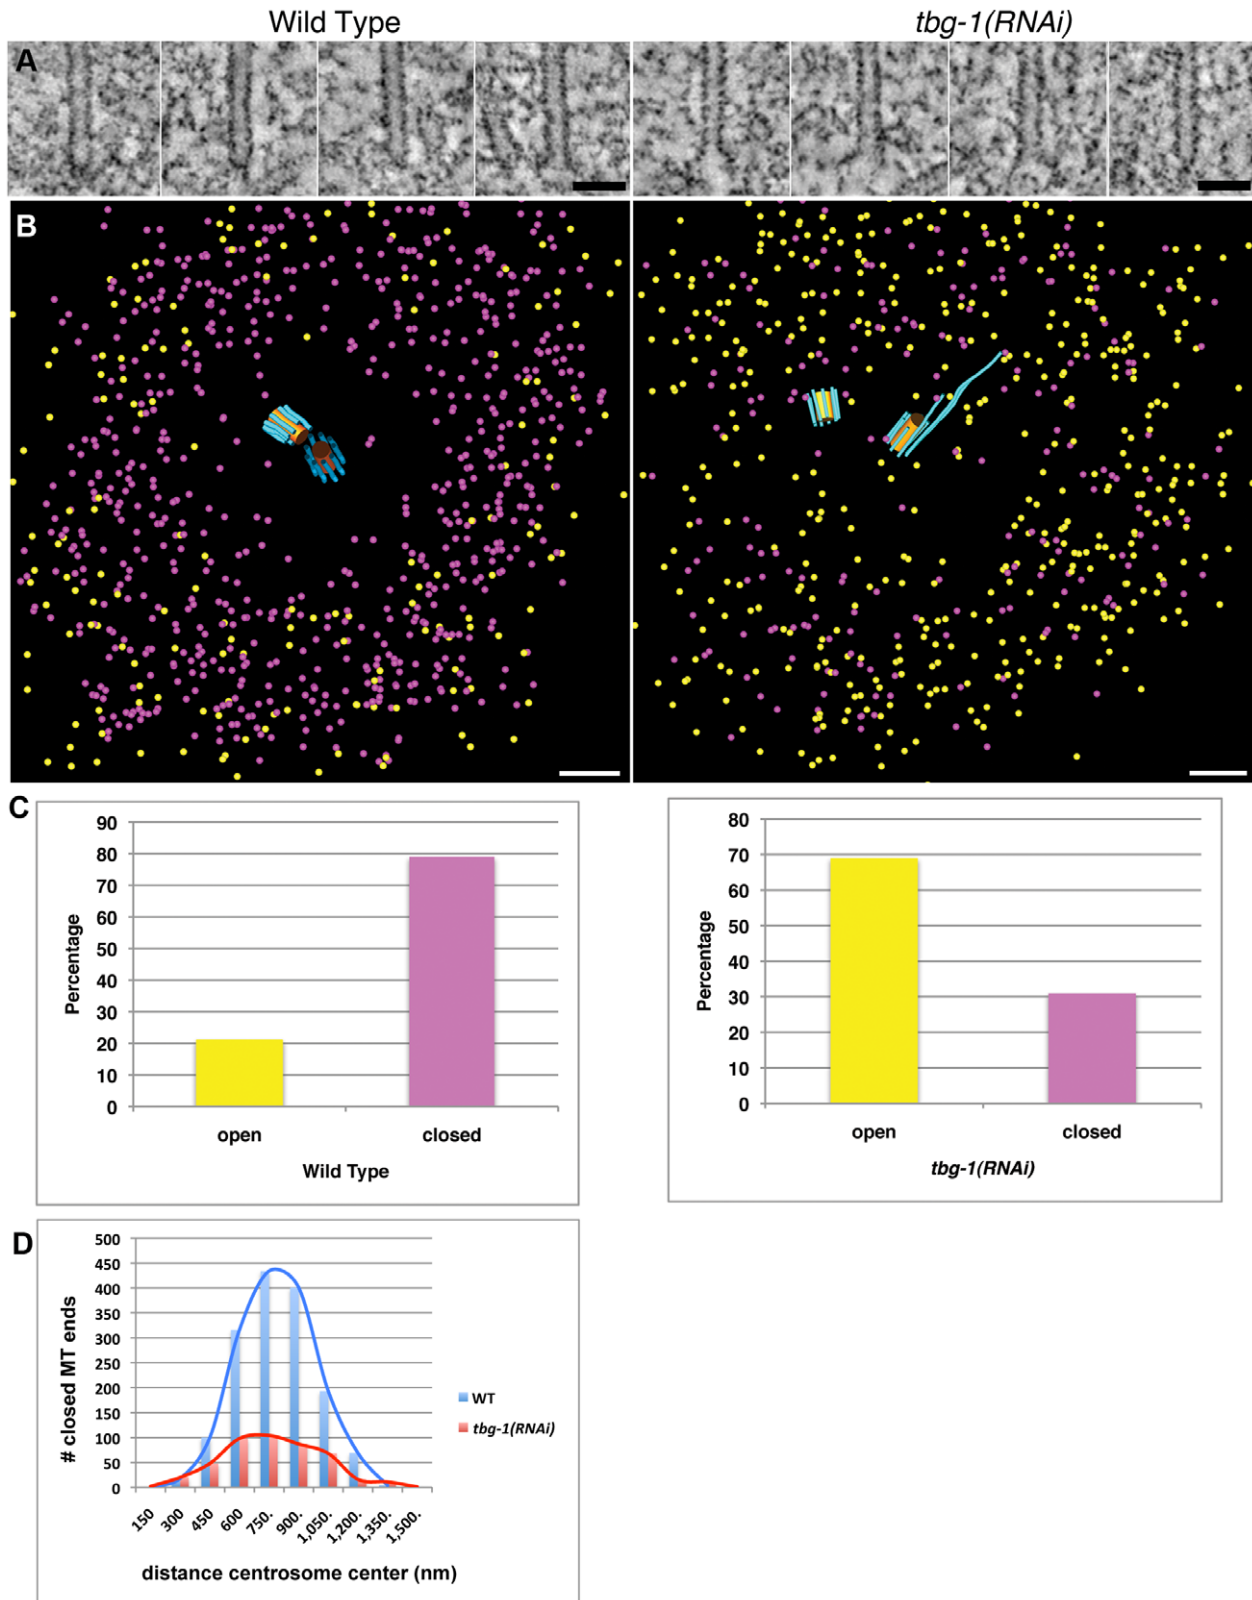 Wild Type
tbg-1(RNAi)
A
B
C
90
80
70
60
50
40
30
20
10
0
Percentage
open
closed
Wild Type
80
70
60
50
40
30
20
10
0
Percentage
open
closed
tbg-1(RNAi)
D
500
450
400
350
300
250
200
150
100
50
0
# closed MT ends
WT
tbg-1(RNAi)
150
300
450
600
750.
900.
1,050.
1,200.
1,350.
1,500.
distance centrosome center (nm)